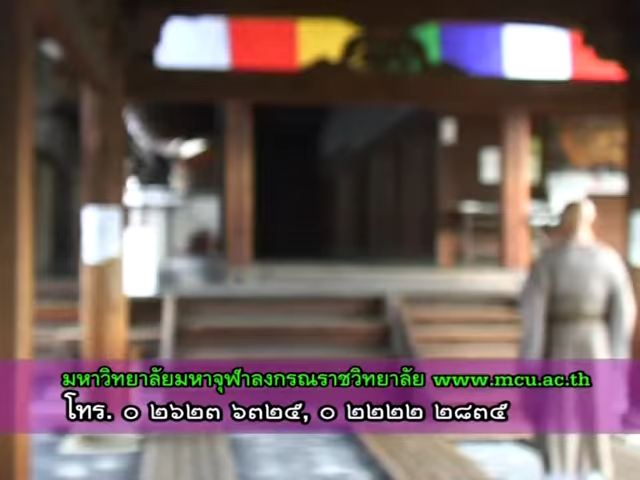 มหาวิทยาลัยมหาจุฬาลงกรณราชวิทยาลัย www.mcu.ac.th
โทร. ๐ ๒๖๒๓ ๖๓๒๕, ๐ ๒๒๒๒ ๒๘๓๕